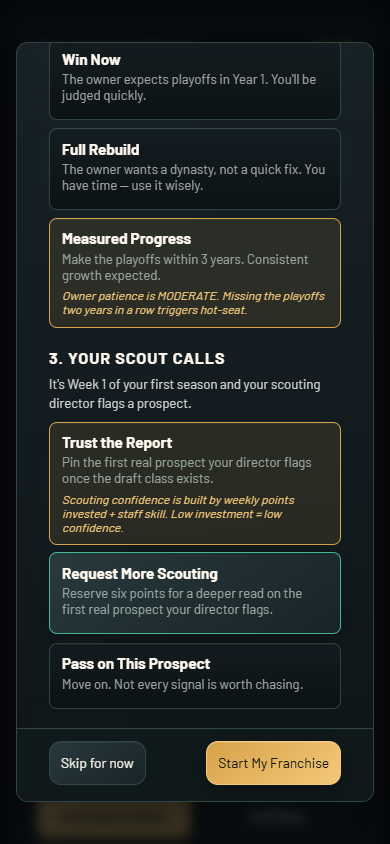 Win Now
The owner expects playoffs in Year 1. You'll be
judged quickly.
Full Rebuild
The owner wants a dynasty, not a quick fix. You
have time — use it wisely.
Measured Progress
Make the playoffs within 3 years. Consistent
growth expected.
Owner patience is MODERATE. Missing the playoffs
two years in a row triggers hot-seat.
3. YOUR SCOUT CALLS
It's Week 1 of your first season and your scouting
director flags a prospect.
Trust the Report
Pin the first real prospect your director flags
once the draft class exists.
Scouting confidence is built by weekly points
invested + staff skill. Low investment = low
confidence.
Request More Scouting
Reserve six points for a deeper read on the
first real prospect your director flags.
Pass on This Prospect
Move on. Not every signal is worth chasing.
Skip for now
Start My Franchise